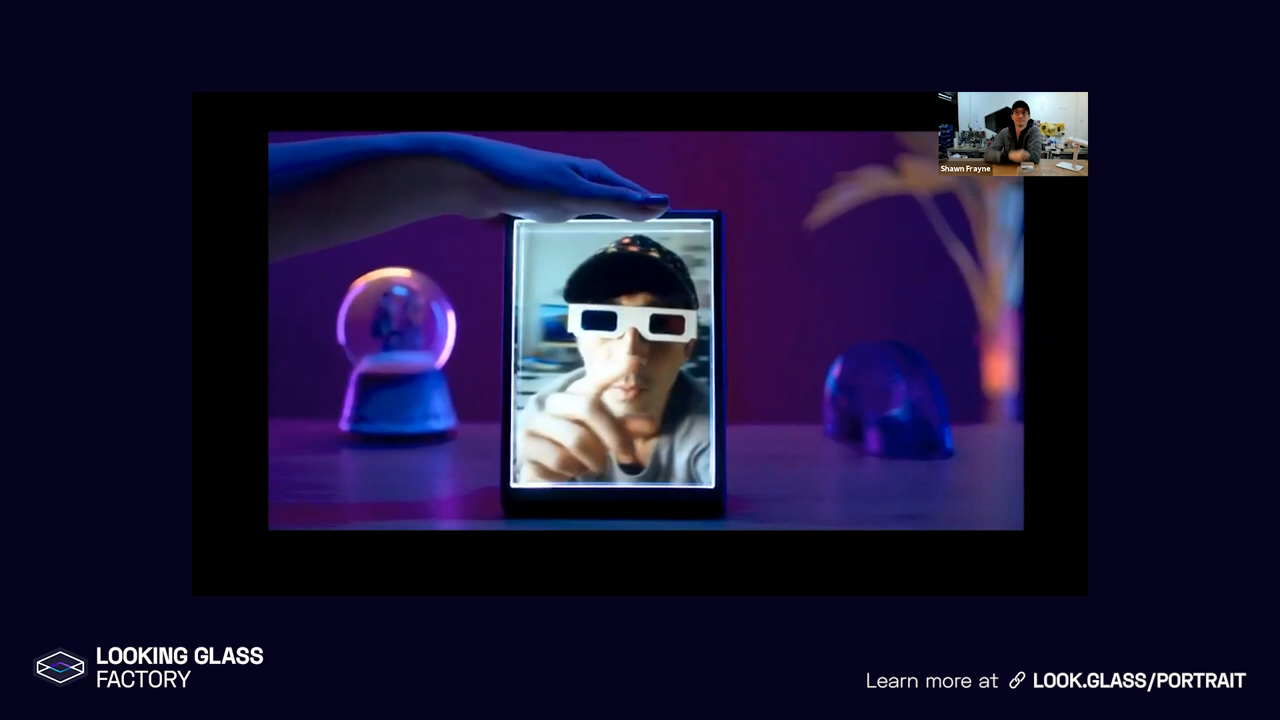 Shawn Frayne
LOOKING GLASS
FACTORY
Learn more at LOOK.GLASS/PORTRAIT